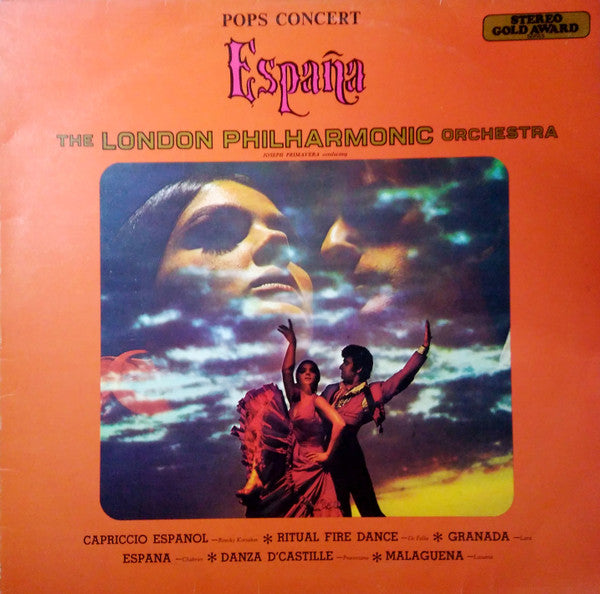 POPS CONCERT
STEREO
GOLD AWARD
España
THE LONDON PHILHARMONIC ORCHESTRA
JOSEPH PRIMAVERA conducting
CAPRICCIO ESPANOL —Rimsky Korsakov * RITUAL FIRE DANCE —De Falla * GRANADA —Lara
ESPANA —Chabrier * DANZA D'CASTILLE — * MALAGUENA —Lecuona